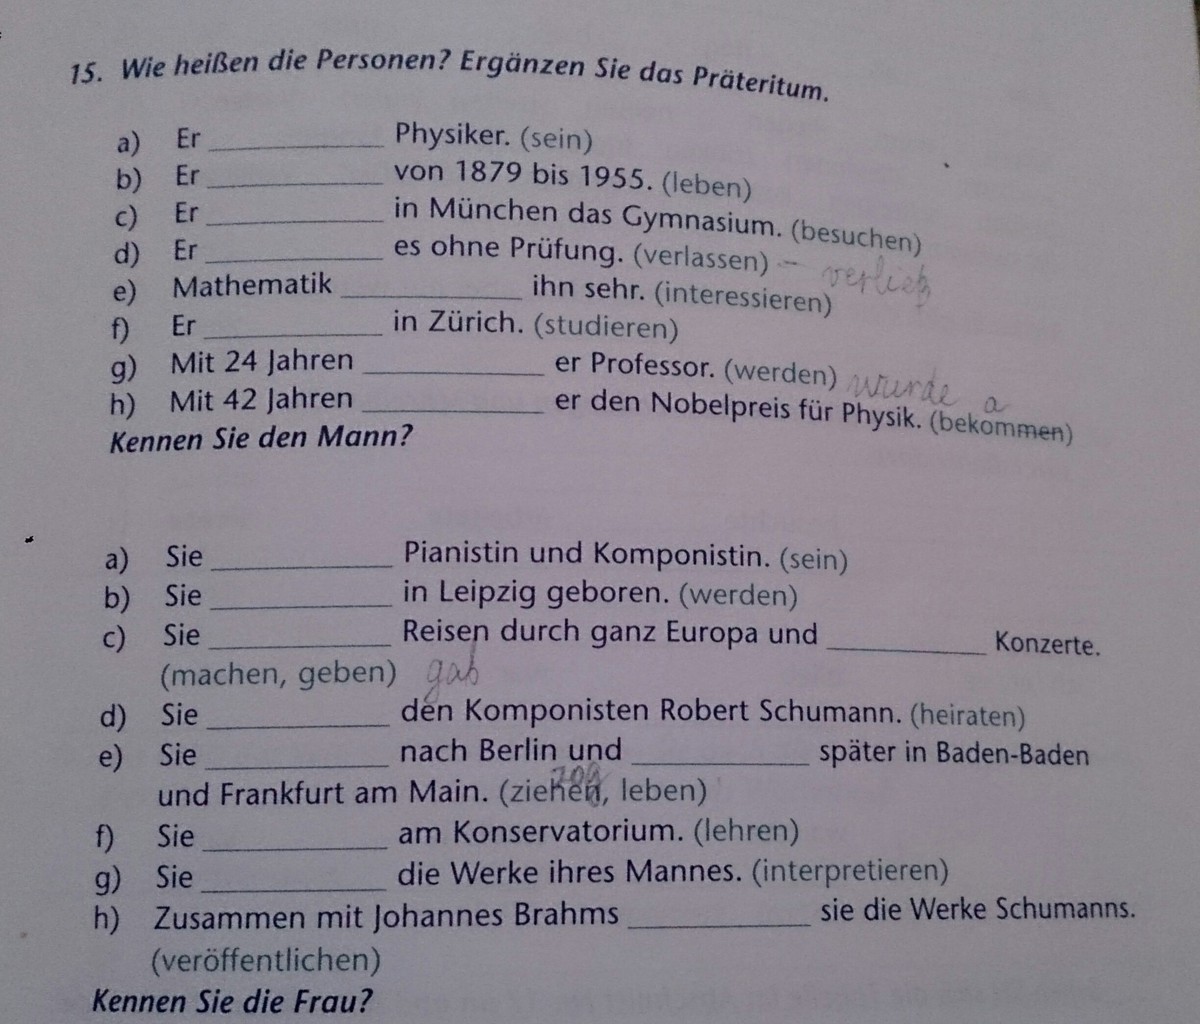 15. Wie heißen die Personen? Ergänzen Sie das Präteritum.
a) Er ____________ Physiker. (sein)
b) Er ____________ von 1879 bis 1955. (leben)
c) Er ____________ in München das Gymnasium. (besuchen)
d) Er ____________ es ohne Prüfung. (verlassen) – verließ
e) Mathematik ____________ ihn sehr. (interessieren)
f) Er ____________ in Zürich. (studieren)
g) Mit 24 Jahren ____________ er Professor. (werden) wurde
h) Mit 42 Jahren ____________ er den Nobelpreis für Physik. (bekommen) a
Kennen Sie den Mann?
a) Sie ____________ Pianistin und Komponistin. (sein)
b) Sie ____________ in Leipzig geboren. (werden)
c) Sie ____________ Reisen durch ganz Europa und ____________ Konzerte.
(machen, geben) gab
d) Sie ____________ den Komponisten Robert Schumann. (heiraten)
e) Sie ____________ nach Berlin und ____________ später in Baden-Baden
zog
und Frankfurt am Main. (ziehen, leben)
f) Sie ____________ am Konservatorium. (lehren)
g) Sie ____________ die Werke ihres Mannes. (interpretieren)
h) Zusammen mit Johannes Brahms ____________ sie die Werke Schumanns.
(veröffentlichen)
Kennen Sie die Frau?